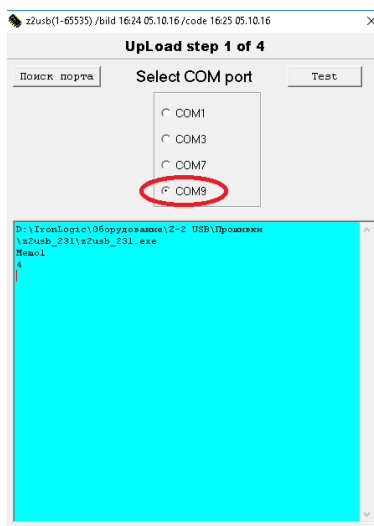 z2usb(1-65535) /bild 16:24 05.10.16 /code 16:25 05.10.16
UpLoad step 1 of 4
Поиск порта Select COM port Test
COM1
COM3
COM7
COM9
D:\IronLogic\Оборудование\Z-2 USB\Прошивки
\z2usb_231\z2usb_231.exe
Memo1
4